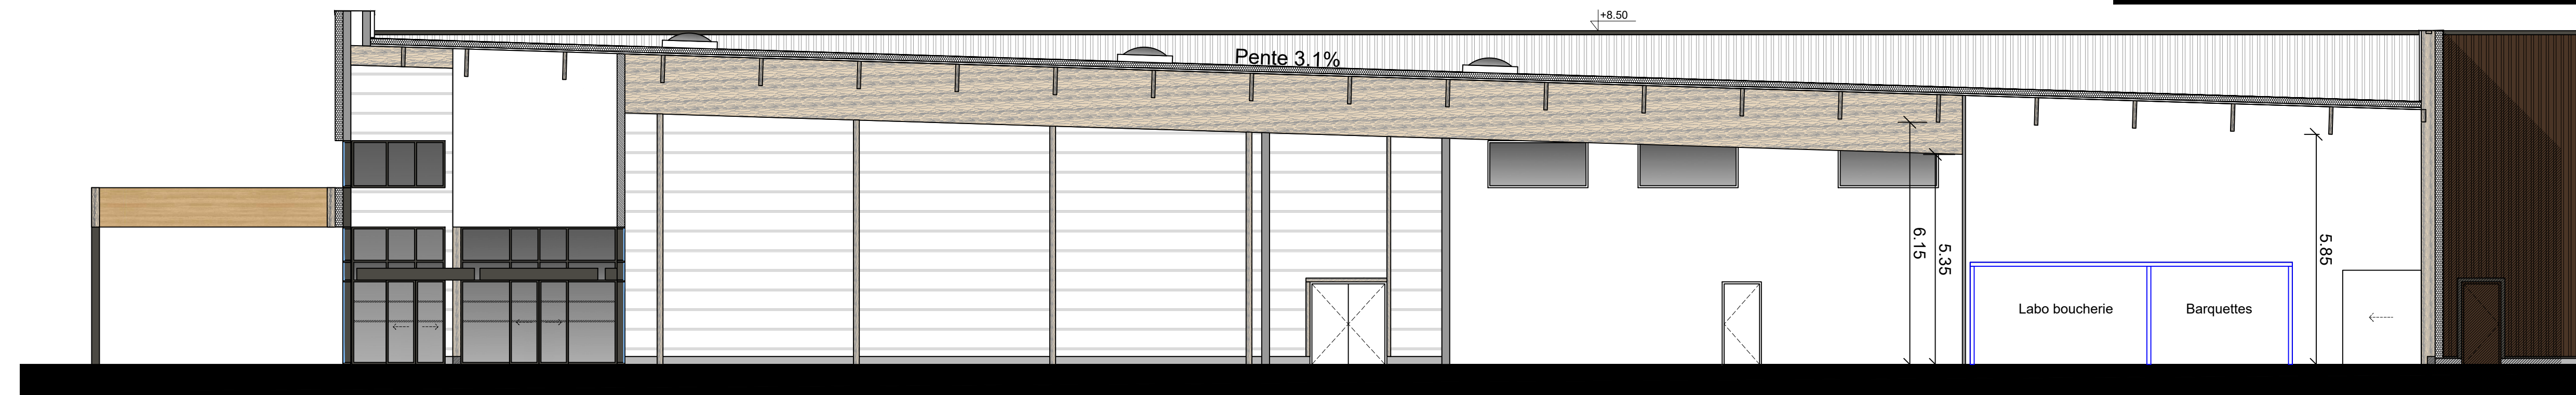 +8.50
Pente 3.1%
6.15
5.35
5.85
Labo boucherie
Barquettes